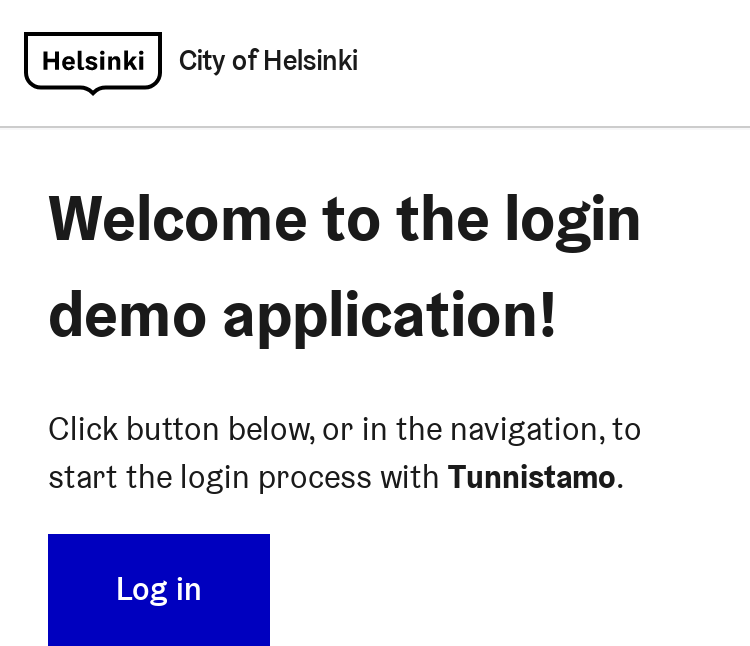 Helsinki City of Helsinki
Welcome to the login
demo application!
Click button below, or in the navigation, to
start the login process with Tunnistamo.
Log in